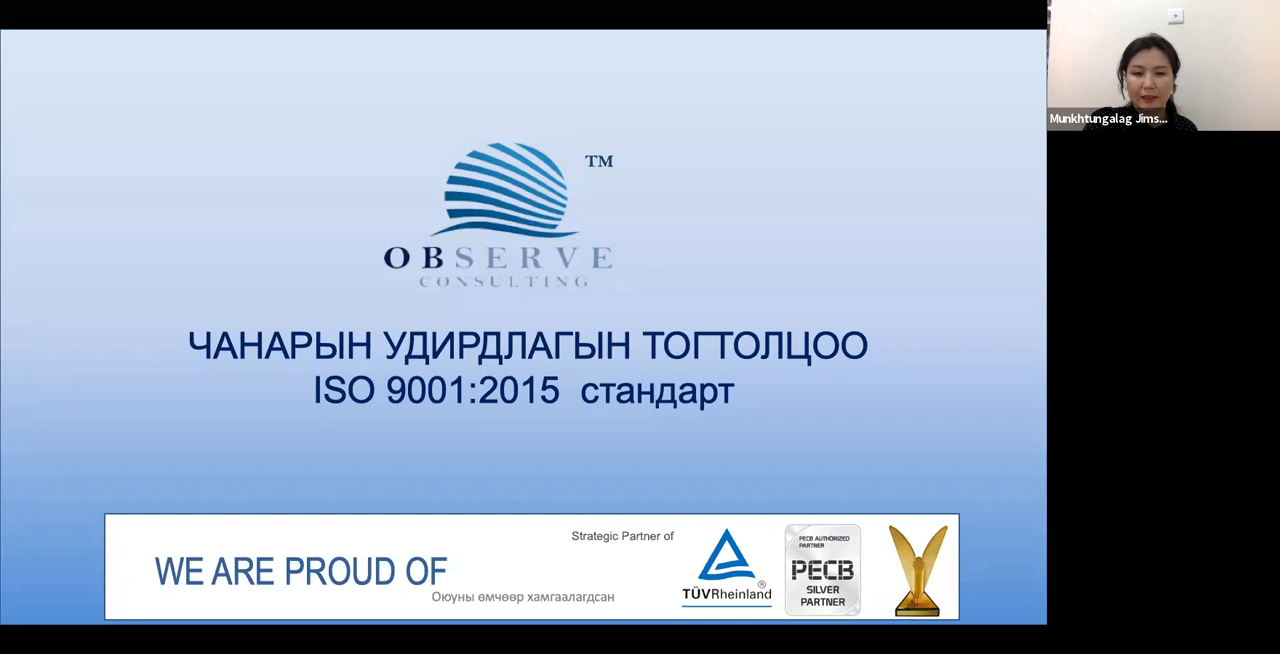 Munkhtungalag Jims...
TM
OBSERVE
CONSULTING
ЧАНАРЫН УДИРДЛАГЫН ТОГТОЛЦОО
ISO 9001:2015 стандарт
Strategic Partner of
WE ARE PROUD OF
Оюуны өмчөөр хамгаалагдсан
®
TÜVRheinland
PECB AUTHORIZED
PARTNER
PECB
SILVER
PARTNER